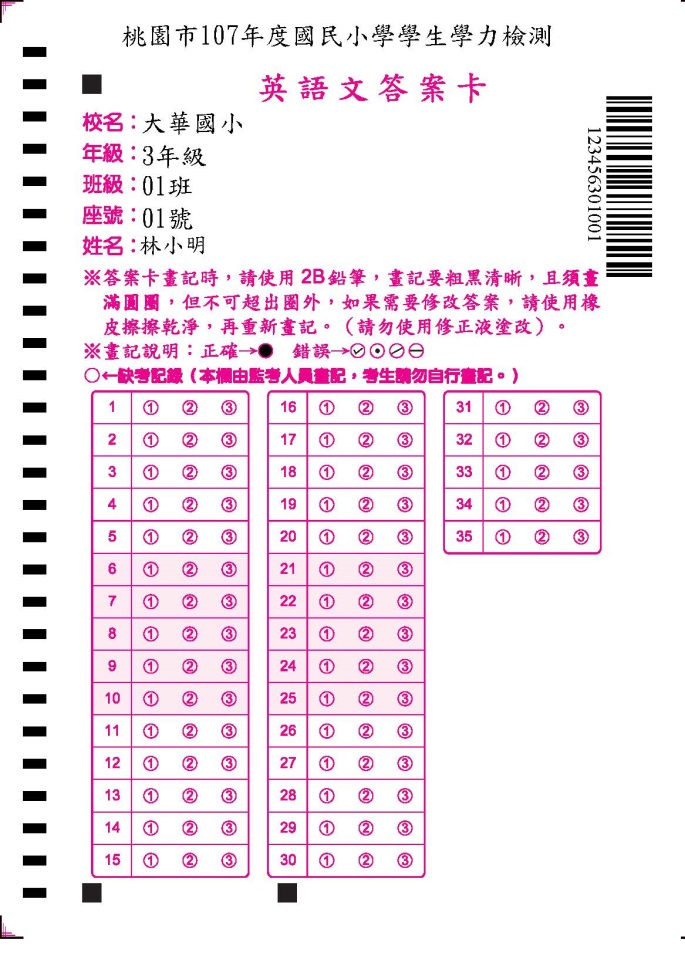 桃園市107年度國民小學學生學力檢測
英語文答案卡
校名：大華國小
年級：3年級
班級：01班
座號：01號
姓名：林小明
123456301001
※答案卡畫記時，請使用 2B 鉛筆，畫記要粗黑清晰，且須畫
滿圓圈，但不可超出圈外，如果需要修改答案，請使用橡
皮擦擦乾淨，再重新畫記。（請勿使用修正液塗改）。
※畫記說明：正確→● 錯誤→
○←缺考記錄（本欄由監考人員畫記，考生請勿自行畫記。）
1 ① ② ③
2 ① ② ③
3 ① ② ③
4 ① ② ③
5 ① ② ③
6 ① ② ③
7 ① ② ③
8 ① ② ③
9 ① ② ③
10 ① ② ③
11 ① ② ③
12 ① ② ③
13 ① ② ③
14 ① ② ③
15 ① ② ③
16 ① ② ③
17 ① ② ③
18 ① ② ③
19 ① ② ③
20 ① ② ③
21 ① ② ③
22 ① ② ③
23 ① ② ③
24 ① ② ③
25 ① ② ③
26 ① ② ③
27 ① ② ③
28 ① ② ③
29 ① ② ③
30 ① ② ③
31 ① ② ③
32 ① ② ③
33 ① ② ③
34 ① ② ③
35 ① ② ③